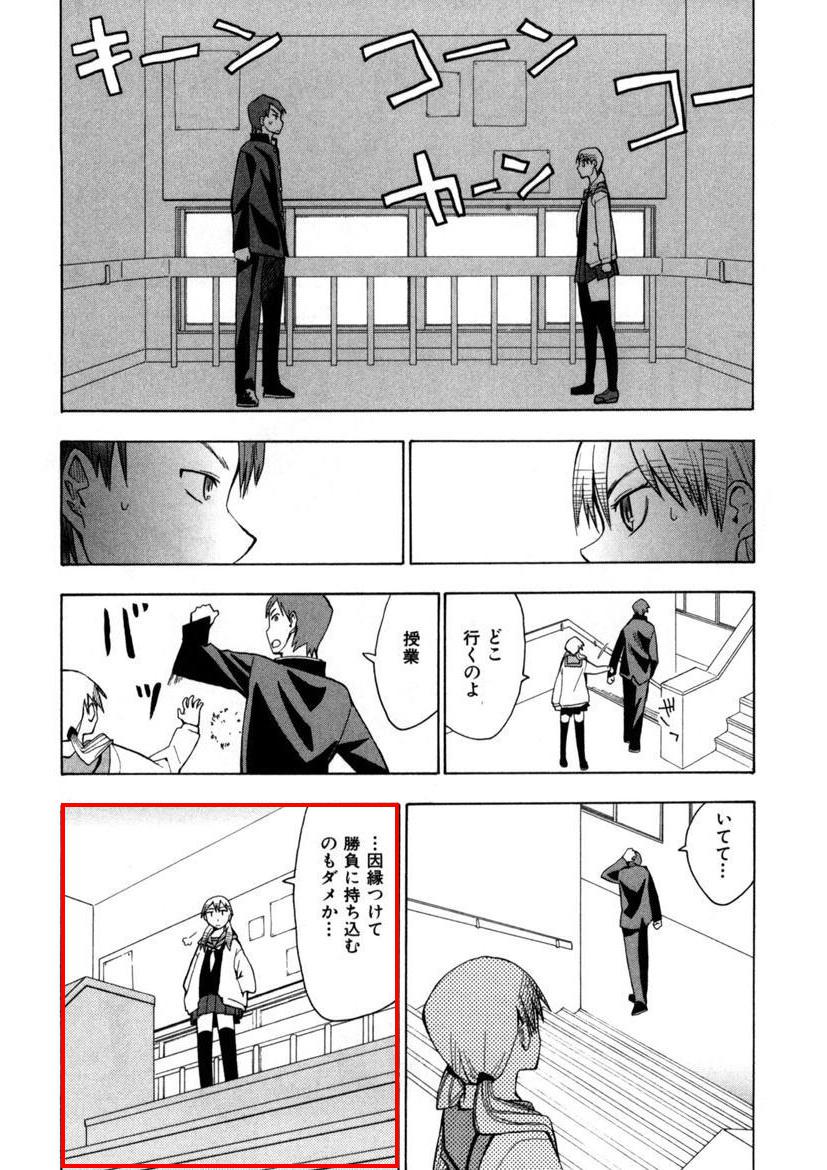 キーンコーンカーンコー
どこ
行くのよ
キッ
授業
バッ
いてて…
…因縁つけて
勝負に持ち込む
のもダメか…